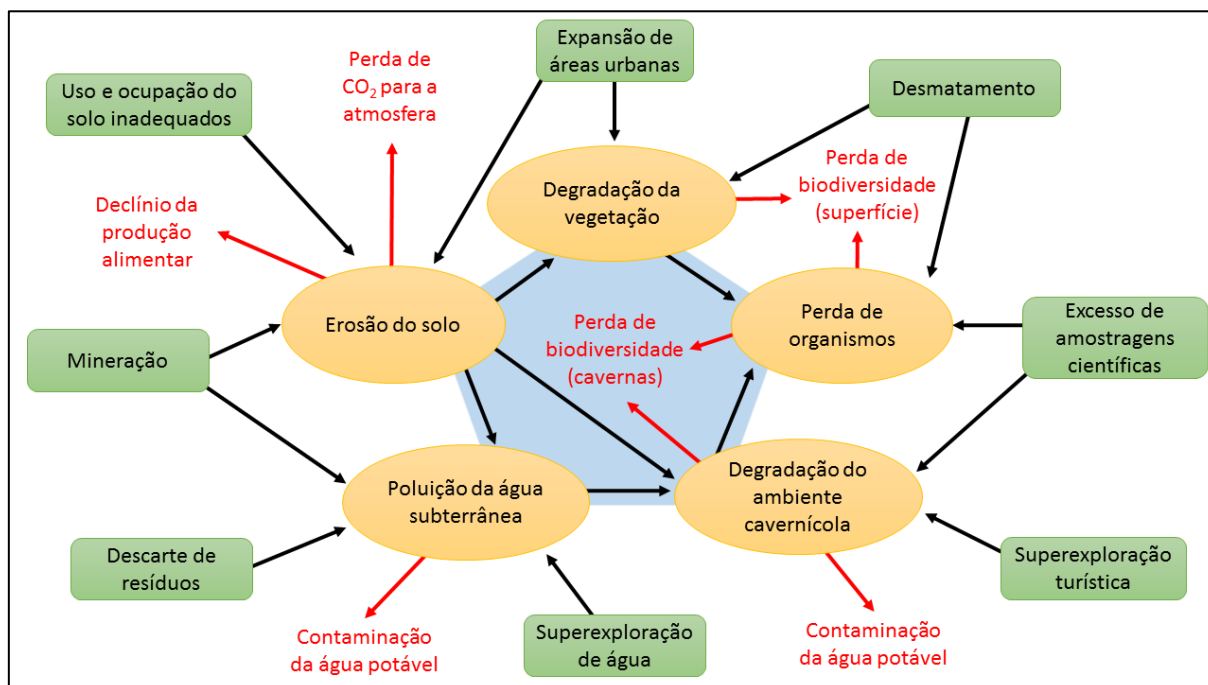 Expansão de
áreas urbanas
Perda de
CO₂ para a
atmosfera
Uso e ocupação do
solo inadequados
Desmatamento
Perda de
biodiversidade
(superfície)
Degradação da
vegetação
Declínio da
produção
alimentar
Erosão do solo
Perda de
biodiversidade
(cavernas)
Perda de
organismos
Excesso de
amostragens
científicas
Mineração
Poluição da água
subterrânea
Degradação do
ambiente
cavernícola
Descarte de
resíduos
Superexploração
turística
Contaminação
da água potável
Superexploração
de água
Contaminação
da água potável